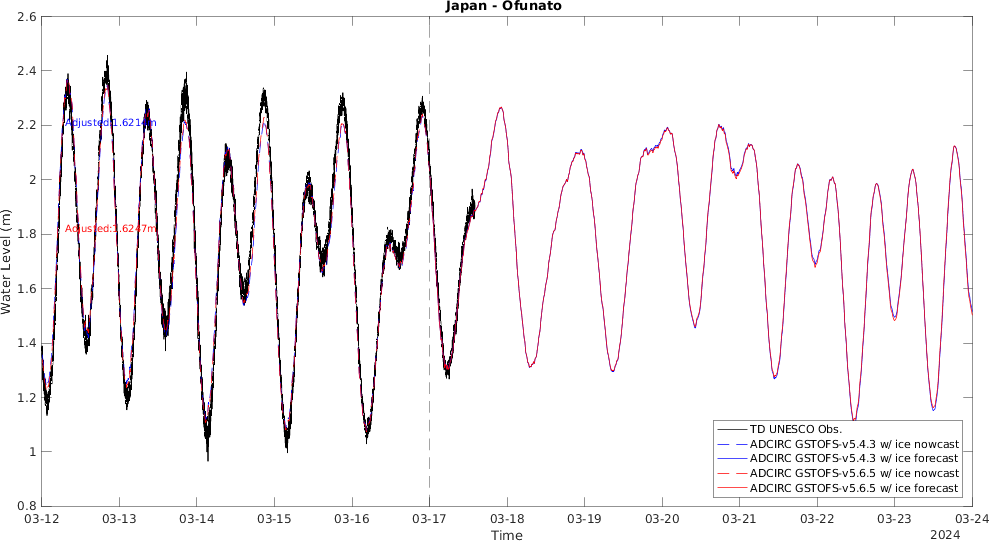 Japan - Ofunato
Water Level (m)
2.6
2.4
2.2
2
1.8
1.6
1.4
1.2
1
0.8
Adjusted:1.6214m
Adjusted:1.6247m
TD UNESCO Obs.
ADCIRC GSTOFS-v5.4.3 w/ ice nowcast
ADCIRC GSTOFS-v5.4.3 w/ ice forecast
ADCIRC GSTOFS-v5.6.5 w/ ice nowcast
ADCIRC GSTOFS-v5.6.5 w/ ice forecast
03-12 03-13 03-14 03-15 03-16 03-17 03-18 03-19 03-20 03-21 03-22 03-23 03-24
Time
2024